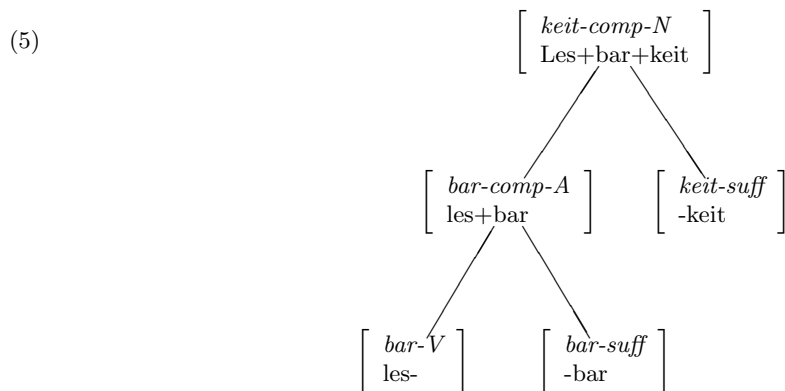 (5)
keit-comp-N
Les+bar+keit
bar-comp-A
les+bar
keit-suff
-keit
bar-V
les-
bar-suff
-bar